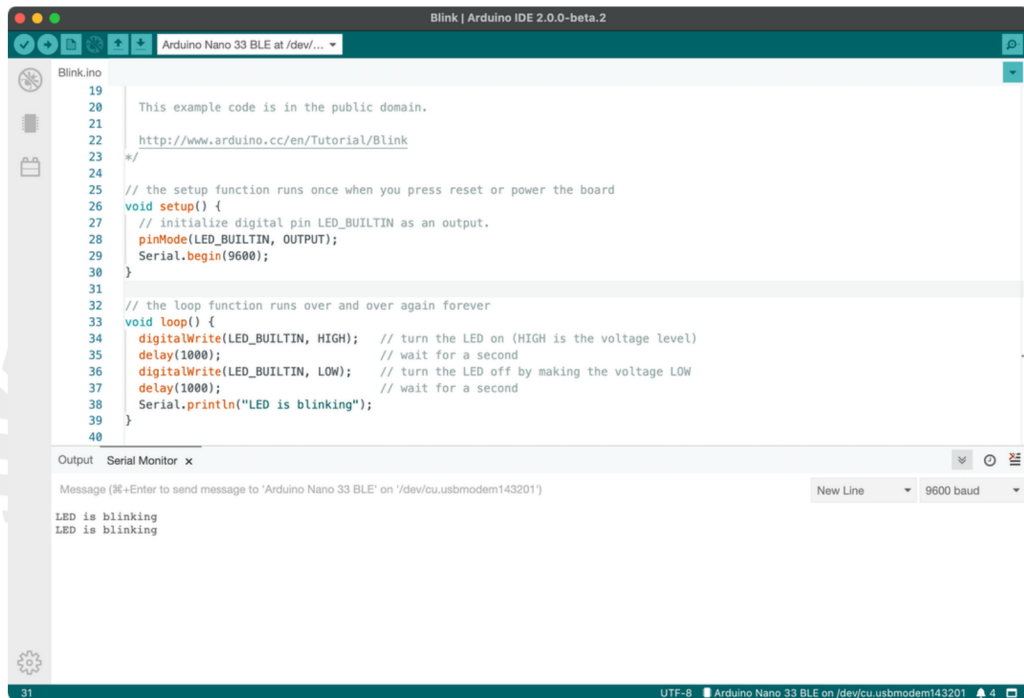 Blink | Arduino IDE 2.0.0-beta.2
Arduino Nano 33 BLE at /dev/...
Blink.ino
19
20 This example code is in the public domain.
21
22 http://www.arduino.cc/en/Tutorial/Blink
23 */
24
25 // the setup function runs once when you press reset or power the board
26 void setup() {
27 // initialize digital pin LED_BUILTIN as an output.
28 pinMode(LED_BUILTIN, OUTPUT);
29 Serial.begin(9600);
30 }
31
32 // the loop function runs over and over again forever
33 void loop() {
34 digitalWrite(LED_BUILTIN, HIGH); // turn the LED on (HIGH is the voltage level)
35 delay(1000); // wait for a second
36 digitalWrite(LED_BUILTIN, LOW); // turn the LED off by making the voltage LOW
37 delay(1000); // wait for a second
38 Serial.println("LED is blinking");
39 }
40
Output Serial Monitor x
Message (⌘+Enter to send message to 'Arduino Nano 33 BLE' on '/dev/cu.usbmodem143201') New Line 9600 baud
LED is blinking
LED is blinking
31 UTF-8 Arduino Nano 33 BLE on /dev/cu.usbmodem143201 4